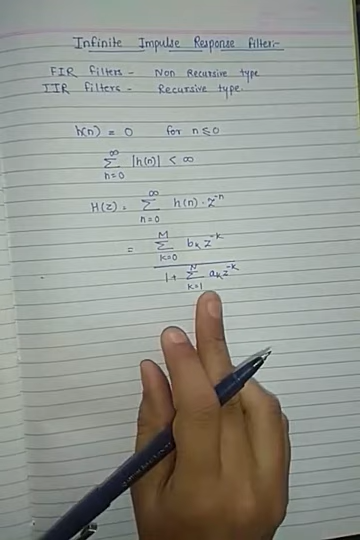 Infinite Impulse Response filter:-
FIR filters - Non Recursive type
IIR filters - Recursive type.
h(n) = 0 for n ≤ 0
∞
∑ |h(n)| < ∞
n=0
∞
H(z) = ∑ h(n) · z⁻ⁿ
n=0
M
= ∑ bₖ z⁻ᵏ
k=0
N
1 + ∑ aₖ z⁻ᵏ
k=1